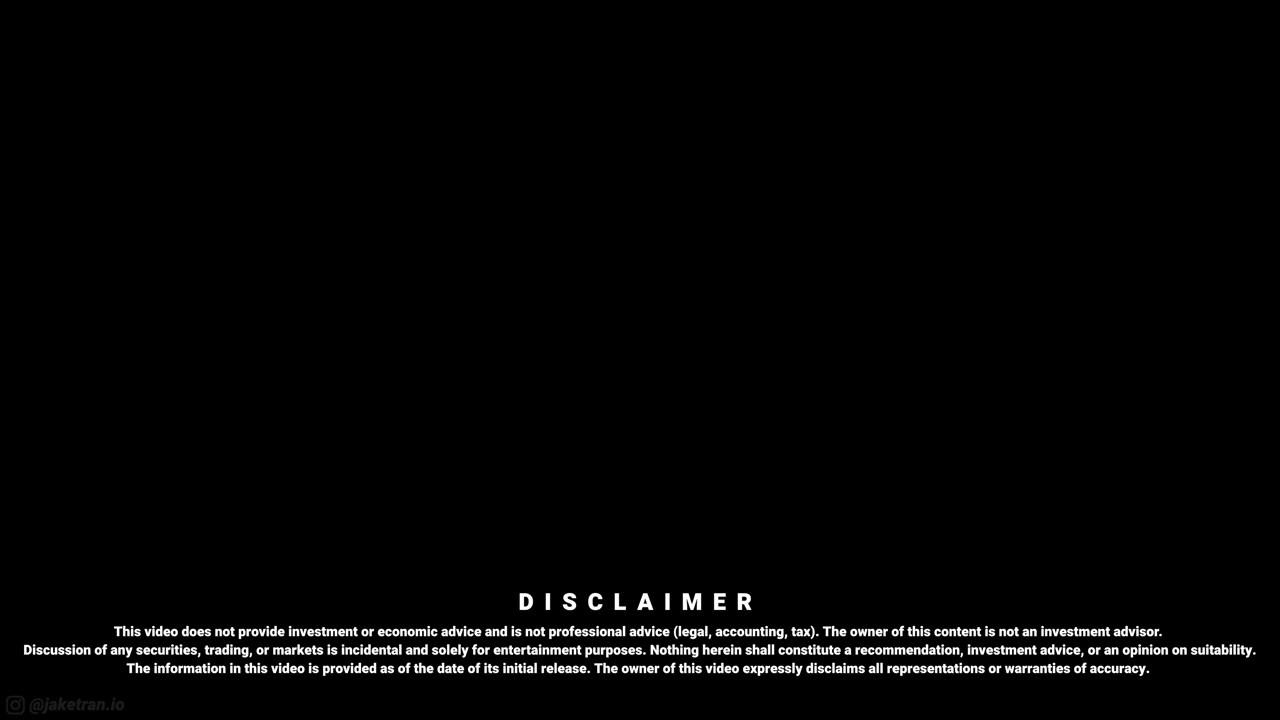 DISCLAIMER
This video does not provide investment or economic advice and is not professional advice (legal, accounting, tax). The owner of this content is not an investment advisor.
Discussion of any securities, trading, or markets is incidental and solely for entertainment purposes. Nothing herein shall constitute a recommendation, investment advice, or an opinion on suitability.
The information in this video is provided as of the date of its initial release. The owner of this video expressly disclaims all representations or warranties of accuracy.
@jaketran.io